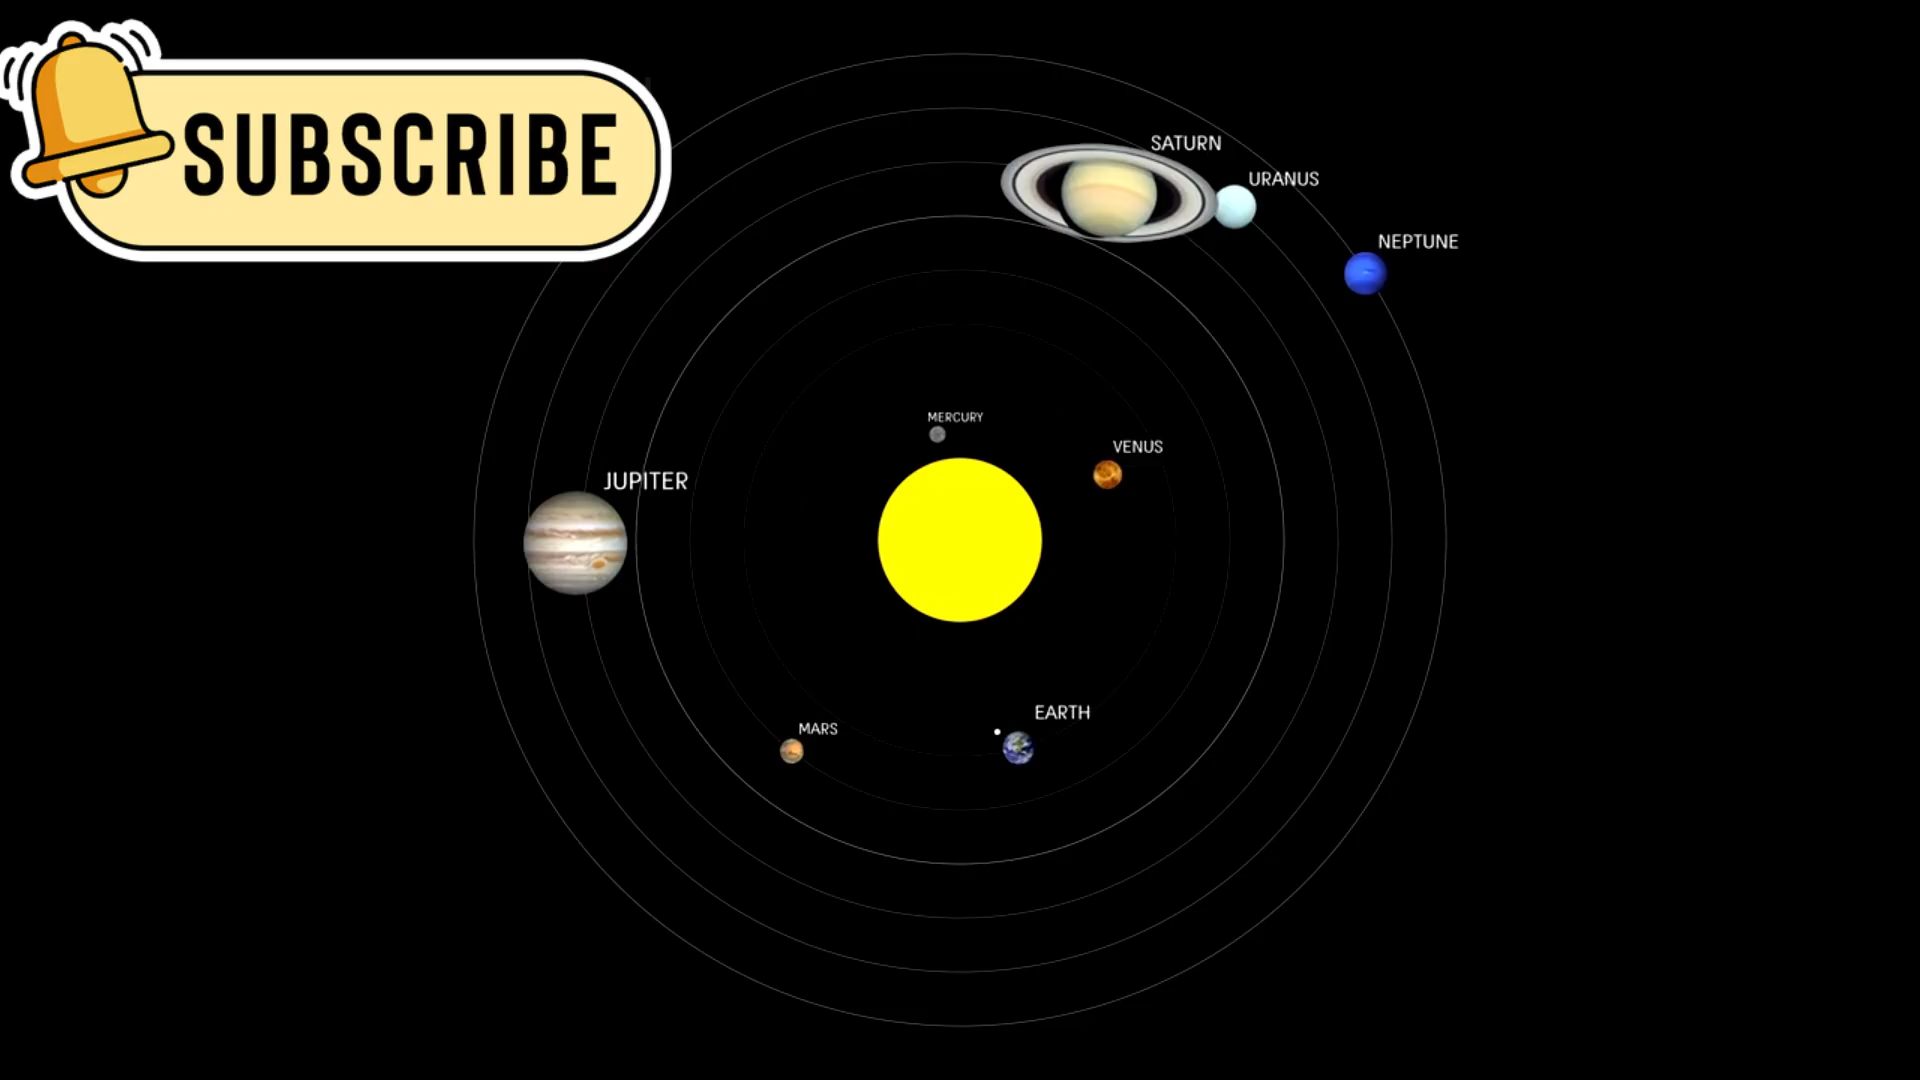 SUBSCRIBE
SATURN
URANUS
NEPTUNE
MERCURY
VENUS
JUPITER
EARTH
MARS